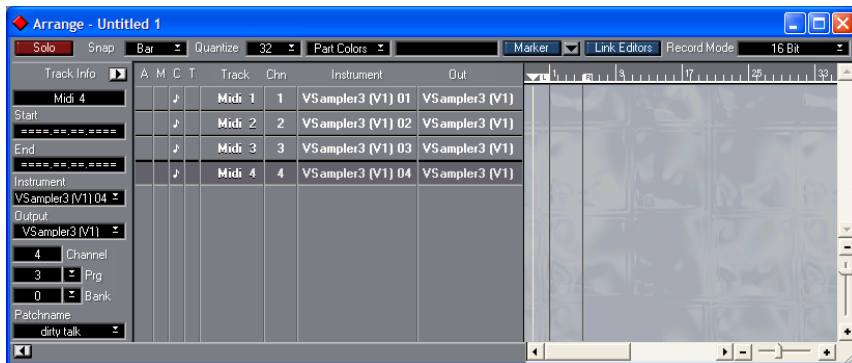 Arrange - Untitled 1
Solo Snap Bar Quantize 32 Part Colors Marker Link Editors Record Mode 16 Bit
Track Info A M C T Track Chn Instrument Out 1 9 17 25 33
L R
Midi 4
Midi 1 1 VSampler3 (V1) 01 VSampler3 (V1)
Start
Midi 2 2 VSampler3 (V1) 02 VSampler3 (V1)
====.==.==.====
End
Midi 3 3 VSampler3 (V1) 03 VSampler3 (V1)
====.==.==.====
Midi 4 4 VSampler3 (V1) 04 VSampler3 (V1)
Instrument
VSampler3 (V1) 04
Output
VSampler3 (V1)
4 Channel
3 Prg
0 Bank
Patchname
dirty talk